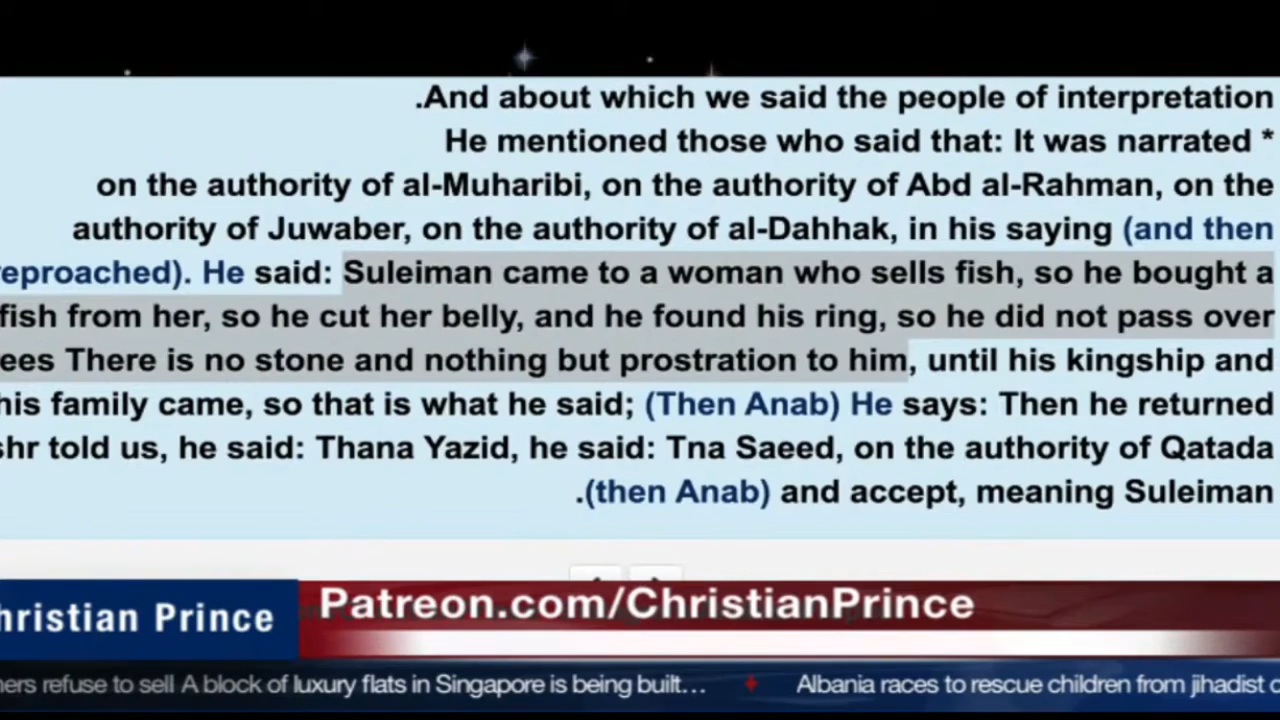 .And about which we said the people of interpretation
He mentioned those who said that: It was narrated *
on the authority of al-Muharibi, on the authority of Abd al-Rahman, on the
authority of Juwaber, on the authority of al-Dahhak, in his saying (and then
reproached). He said: Suleiman came to a woman who sells fish, so he bought a
fish from her, so he cut her belly, and he found his ring, so he did not pass over
There is no stone and nothing but prostration to him, until his kingship and
his family came, so that is what he said; (Then Anab) He says: Then he returned
told us, he said: Thana Yazid, he said: Tna Saeed, on the authority of Qatada
.(then Anab) and accept, meaning Suleiman
Christian Prince
Patreon.com/ChristianPrince
refuse to sell A block of luxury flats in Singapore is being built... Albania races to rescue children from jihadist